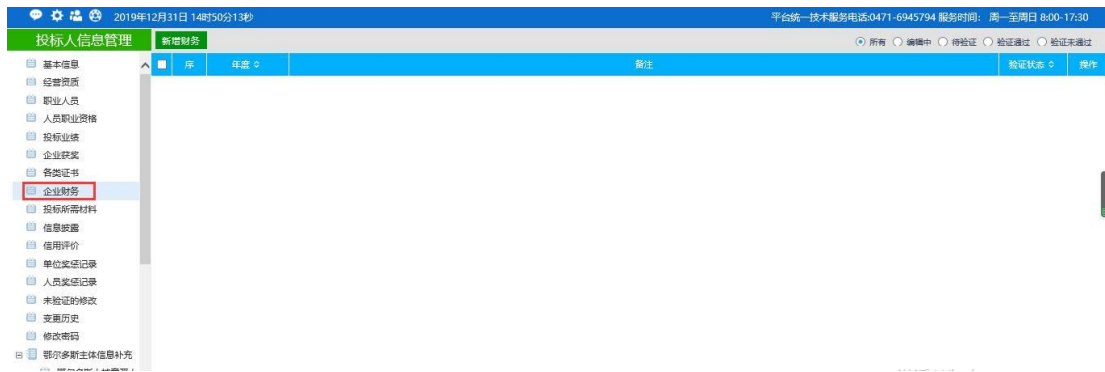 2019年12月31日 14时50分13秒 平台统一技术服务电话:0471-6945794 服务时间: 周一至周日 8:00-17:30
投标人信息管理 新增财务 所有 编辑中 待验证 验证通过 验证未通过
序 年度 备注 验证状态 操作
基本信息
经营资质
职业人员
人员职业资格
投标业绩
企业获奖
各类证书
企业财务
投标所需材料
信息披露
信用评价
单位奖惩记录
人员奖惩记录
未验证的修改
变更历史
修改密码
鄂尔多斯主体信息补充